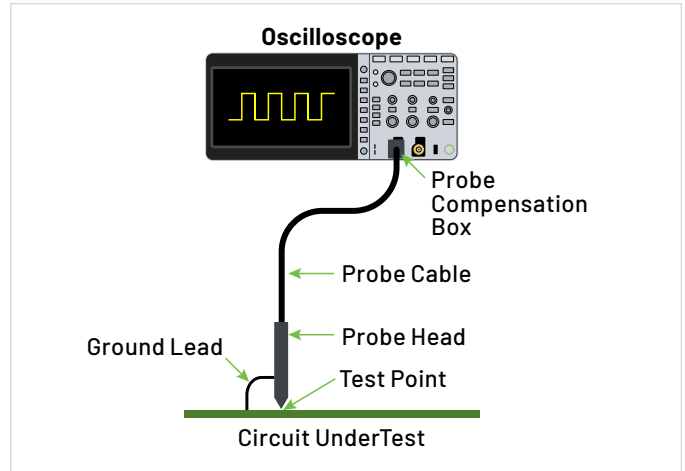 Oscilloscope
Probe
Compensation
Box
Probe Cable
Probe Head
Ground Lead
Test Point
Circuit UnderTest